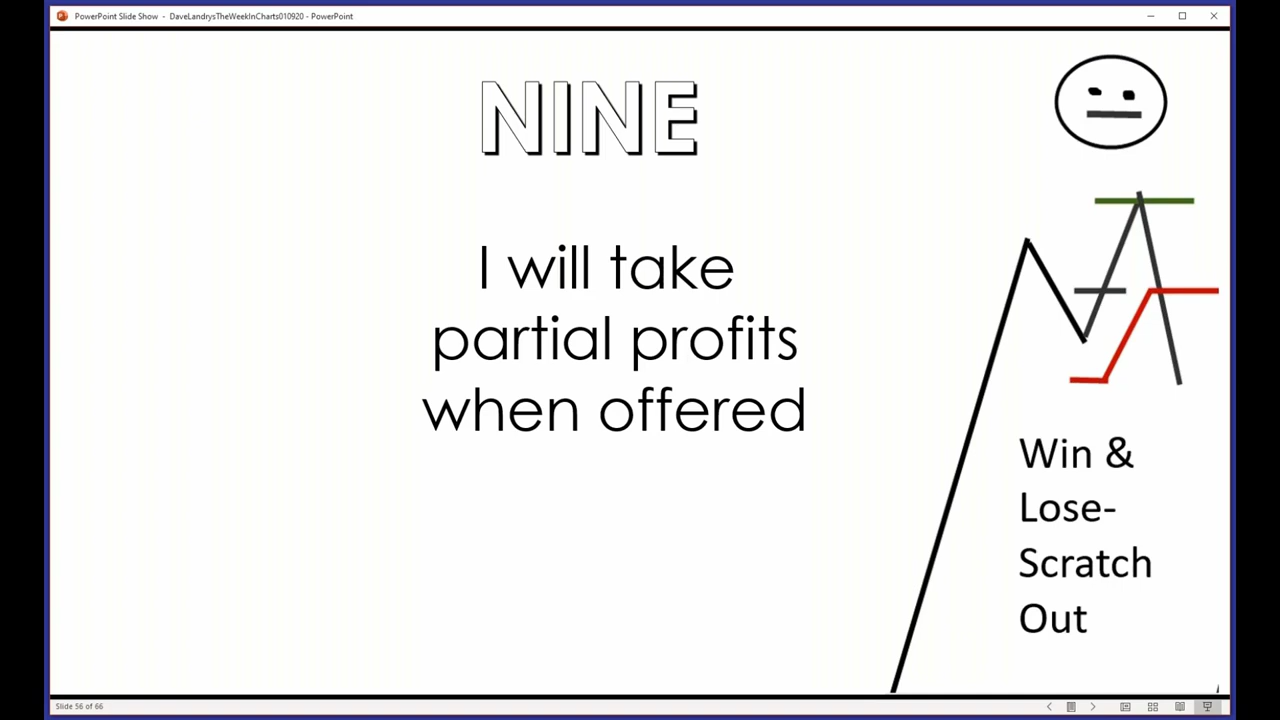 PowerPoint Slide Show - DaveLandrysTheWeekInCharts010920 - PowerPoint
NINE
I will take
partial profits
when offered
Win &
Lose-
Scratch
Out
Slide 56 of 66